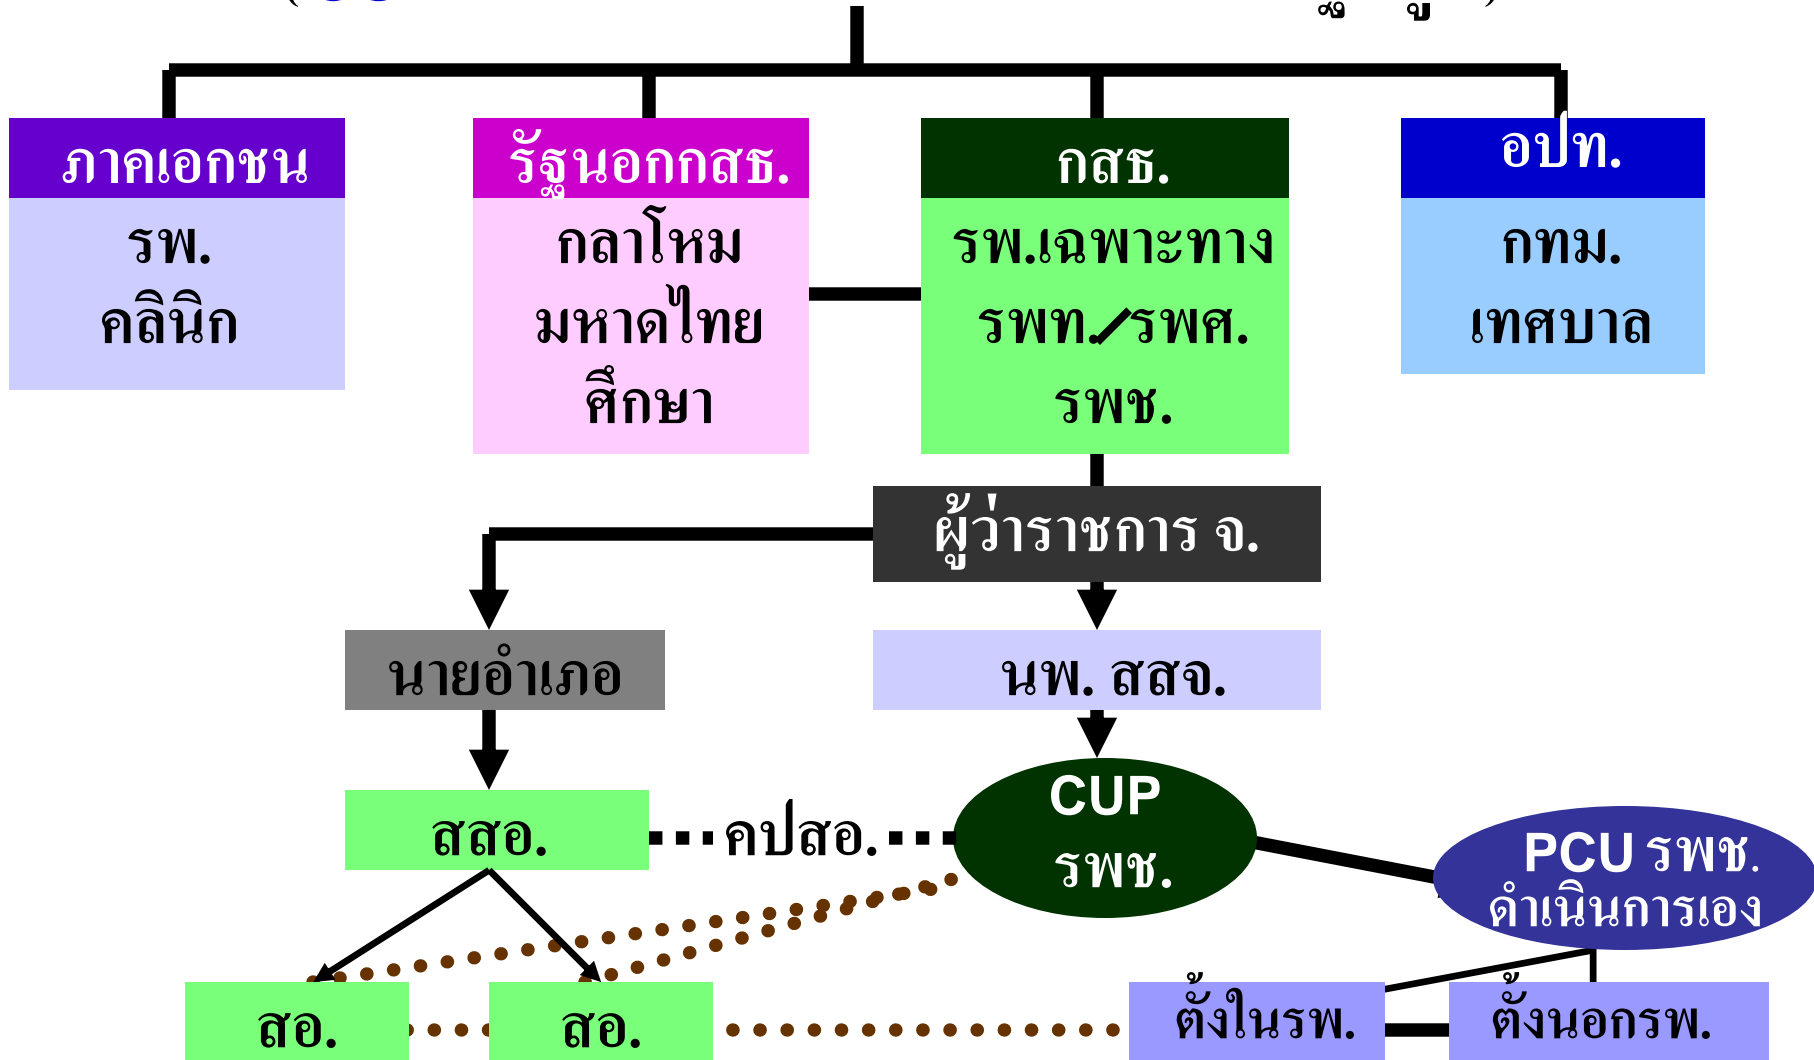 ภาคเอกชน
รพ.
คลินิก
รัฐนอกกสธ.
กลาโหม
มหาดไทย
ศึกษา
กสธ.
รพ.เฉพาะทาง
รพท./รพศ.
รพช.
อปท.
กทม.
เทศบาล
ผู้ว่าราชการ จ.
นายอำเภอ
นพ. สสจ.
สสอ.
คปสอ.
CUP
รพช.
PCU รพช.
ดำเนินการเอง
สอ.
สอ.
ตั้งในรพ.
ตั้งนอกรพ.